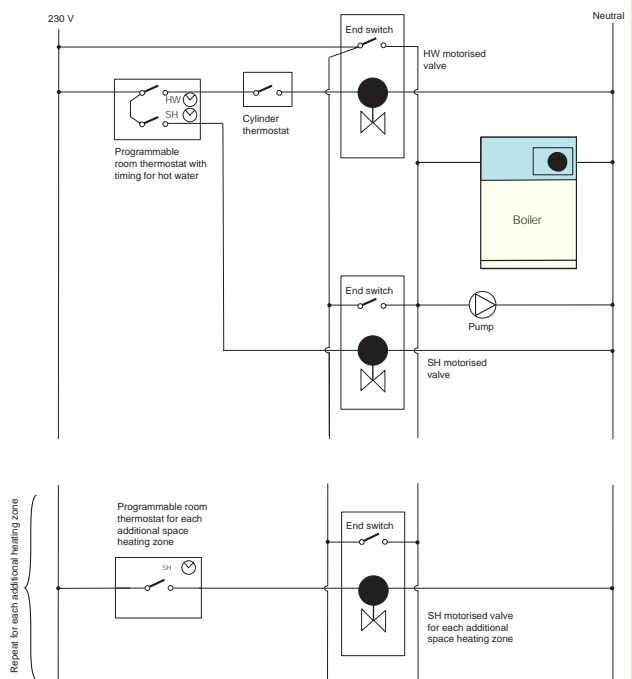 230 V
Neutral
End switch
HW motorised
valve
HW
SH
Cylinder
thermostat
Programmable
room thermostat with
timing for hot water
Boiler
End switch
Pump
SH motorised
valve
Repeat for each additional heating zone
Programmable room
thermostat for each
additional space
heating zone
SH
End switch
SH motorised valve
for each additional
space heating zone